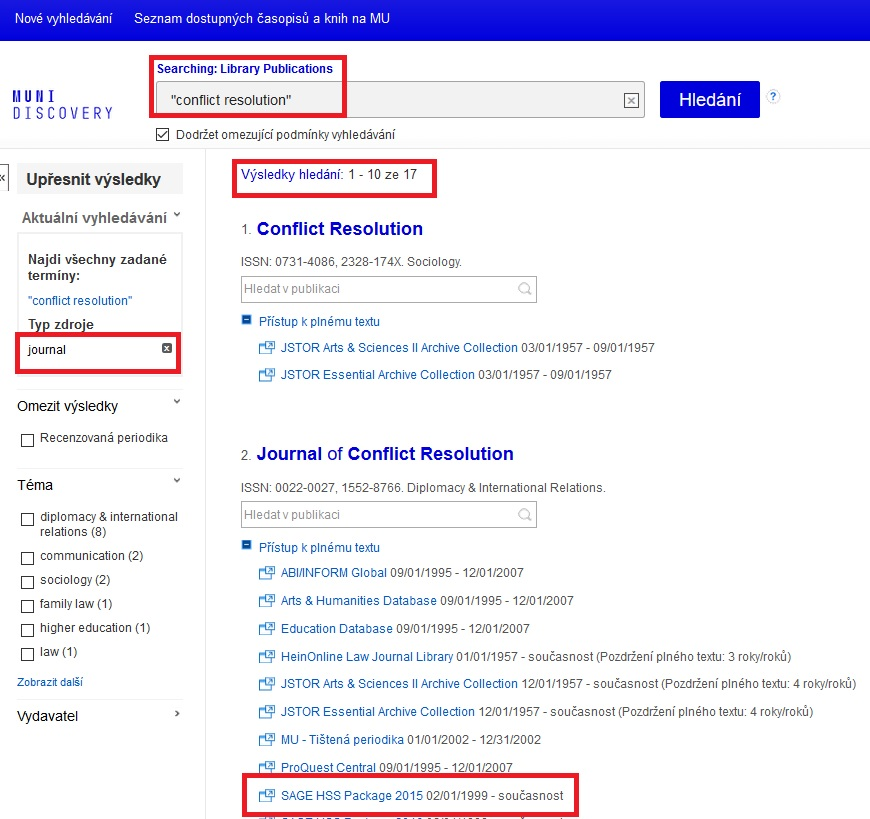 Nové vyhledávání Seznam dostupných časopisů a knih na MU
Searching: Library Publications
"conflict resolution"
Hledání
?
MUNI
DISCOVERY
Dodržet omezující podmínky vyhledávání
Upřesnit výsledky
Aktuální vyhledávání
Najdi všechny zadané
termíny:
"conflict resolution"
Typ zdroje
journal
Omezit výsledky
Recenzovaná periodika
Téma
diplomacy & international
relations (8)
communication (2)
sociology (2)
family law (1)
higher education (1)
law (1)
Zobrazit další
Vydavatel
Výsledky hledání: 1 - 10 ze 17
1. Conflict Resolution
ISSN: 0731-4086, 2328-174X. Sociology.
Hledat v publikaci
Přístup k plnému textu
JSTOR Arts & Sciences II Archive Collection 03/01/1957 - 09/01/1957
JSTOR Essential Archive Collection 03/01/1957 - 09/01/1957
2. Journal of Conflict Resolution
ISSN: 0022-0027, 1552-8766. Diplomacy & International Relations.
Hledat v publikaci
Přístup k plnému textu
ABI/INFORM Global 09/01/1995 - 12/01/2007
Arts & Humanities Database 09/01/1995 - 12/01/2007
Education Database 09/01/1995 - 12/01/2007
HeinOnline Law Journal Library 01/01/1957 - současnost (Pozdržení plného textu: 3 roky/roků)
JSTOR Arts & Sciences II Archive Collection 12/01/1957 - současnost (Pozdržení plného textu: 4 roky/roků)
JSTOR Essential Archive Collection 12/01/1957 - současnost (Pozdržení plného textu: 4 roky/roků)
MU - Tištená periodika 01/01/2002 - 12/31/2002
ProQuest Central 09/01/1995 - 12/01/2007
SAGE HSS Package 2015 02/01/1999 - současnost